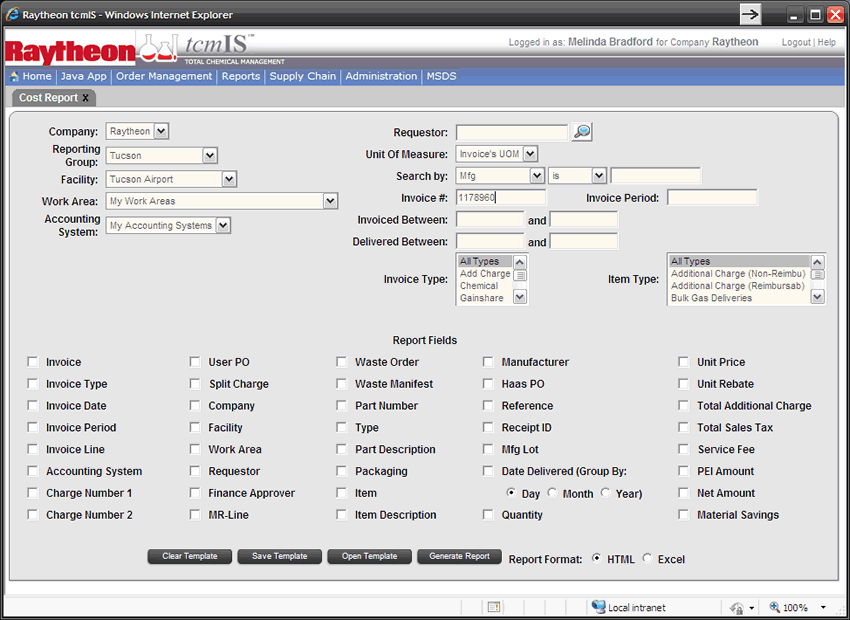 Raytheon tcmIS - Windows Internet Explorer
Raytheon tcmIS™
TOTAL CHEMICAL MANAGEMENT
Logged in as: Melinda Bradford for Company Raytheon Logout | Help
Home Java App Order Management Reports Supply Chain Administration MSDS
Cost Report x
Company: Raytheon
Reporting Group: Tucson
Facility: Tucson Airport
Work Area: My Work Areas
Accounting System: My Accounting Systems
Requestor:
Unit Of Measure: Invoice's UOM
Search by: Mfg is
Invoice #: 1178960 Invoice Period:
Invoiced Between: and
Delivered Between: and
Invoice Type:
All Types
Add Charge
Chemical
Gainshare
Item Type:
All Types
Additional Charge (Non-Reimbu)
Additional Charge (Reimbursab)
Bulk Gas Deliveries
Report Fields
Invoice User PO Waste Order Manufacturer Unit Price
Invoice Type Split Charge Waste Manifest Haas PO Unit Rebate
Invoice Date Company Part Number Reference Total Additional Charge
Invoice Period Facility Type Receipt ID Total Sales Tax
Invoice Line Work Area Part Description Mfg Lot Service Fee
Accounting System Requestor Packaging Date Delivered (Group By: PEI Amount
Charge Number 1 Finance Approver Item Day Month Year) Net Amount
Charge Number 2 MR-Line Item Description Quantity Material Savings
Clear Template Save Template Open Template Generate Report Report Format: HTML Excel
Local intranet 100%